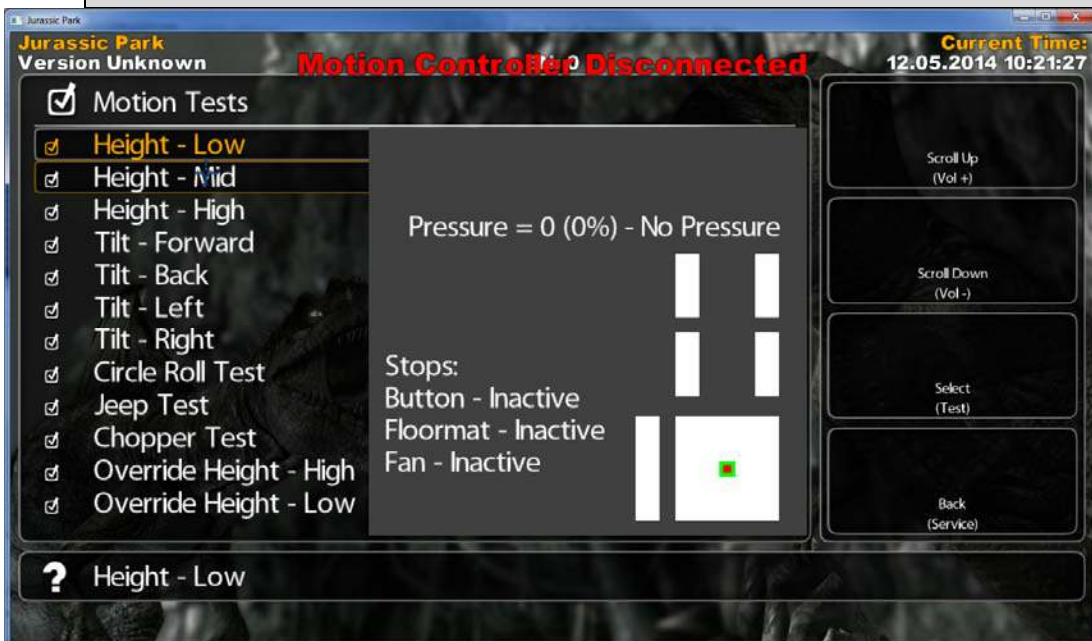 Jurassic Park
Jurassic Park
Version Unknown
Motion Controller Disconnected
Current Time:
12.05.2014 10:21:27
Motion Tests
Height - Low
Height - Mid
Height - High
Tilt - Forward
Tilt - Back
Tilt - Left
Tilt - Right
Circle Roll Test
Jeep Test
Chopper Test
Override Height - High
Override Height - Low
Pressure = 0 (0%) - No Pressure
Stops:
Button - Inactive
Floormat - Inactive
Fan - Inactive
Scroll Up
(Vol +)
Scroll Down
(Vol -)
Select
(Test)
Back
(Service)
? Height - Low